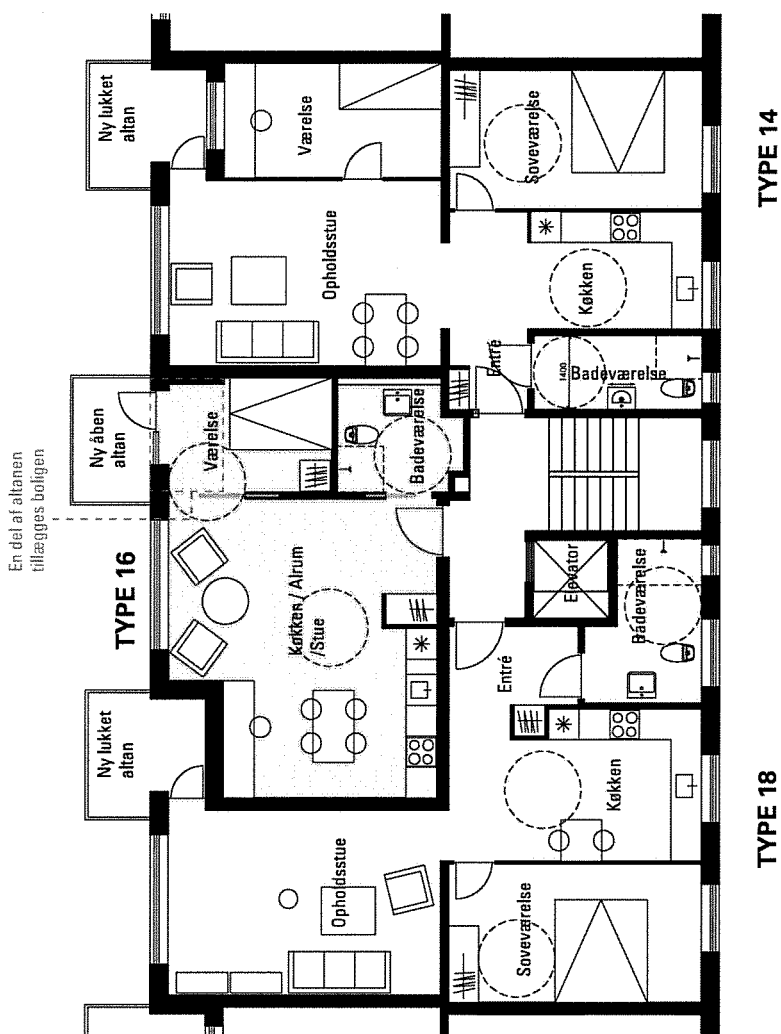 Ny lukket
altan
Værelse
Soveværelse
TYPE 14
Opholdsstue
Køkken
Entré
1400
Badeværelse
En del af altanen
tillægges boligen
Ny åben
altan
Værelse
Badeværelse
TYPE 16
Køkken / Alrum
/Stue
Elevator
Badeværelse
Entré
Ny lukket
altan
Køkken
TYPE 18
Opholdsstue
Soveværelse